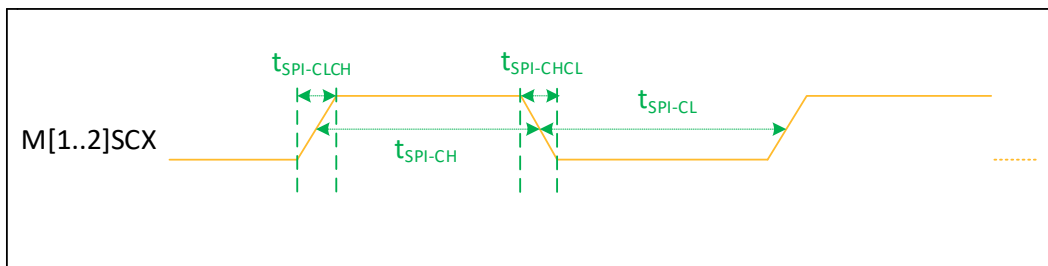 tSPI-CLCH
tSPI-CHCL
tSPI-CL
M[1..2]SCX
tSPI-CH